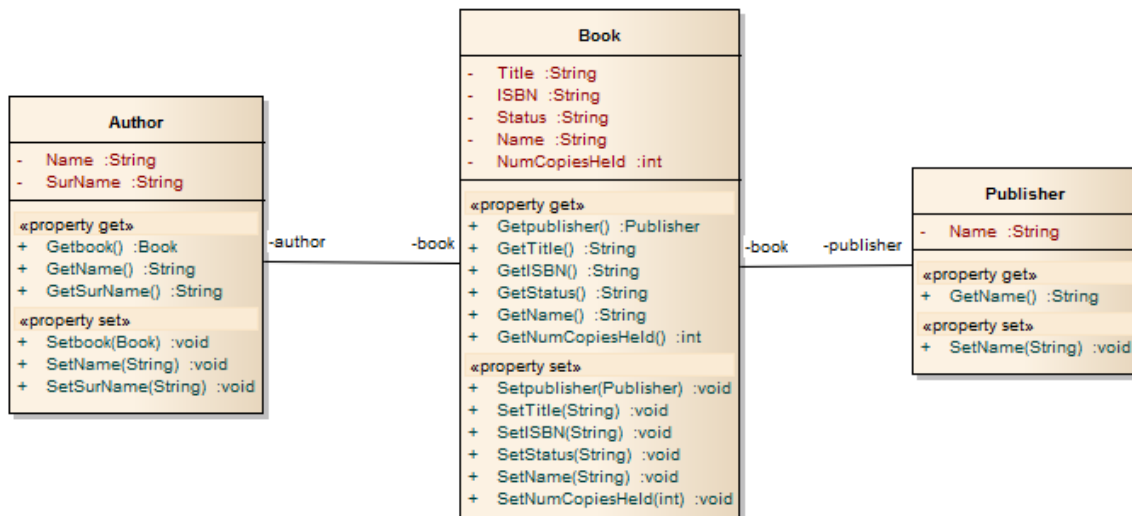 Author
- Name :String
- SurName :String
«property get»
+ Getbook() :Book
+ GetName() :String
+ GetSurName() :String
«property set»
+ Setbook(Book) :void
+ SetName(String) :void
+ SetSurName(String) :void
-author
-book
Book
- Title :String
- ISBN :String
- Status :String
- Name :String
- NumCopiesHeld :int
«property get»
+ Getpublisher() :Publisher
+ GetTitle() :String
+ GetISBN() :String
+ GetStatus() :String
+ GetName() :String
+ GetNumCopiesHeld() :int
«property set»
+ Setpublisher(Publisher) :void
+ SetTitle(String) :void
+ SetISBN(String) :void
+ SetStatus(String) :void
+ SetName(String) :void
+ SetNumCopiesHeld(int) :void
-book
-publisher
Publisher
- Name :String
«property get»
+ GetName() :String
«property set»
+ SetName(String) :void